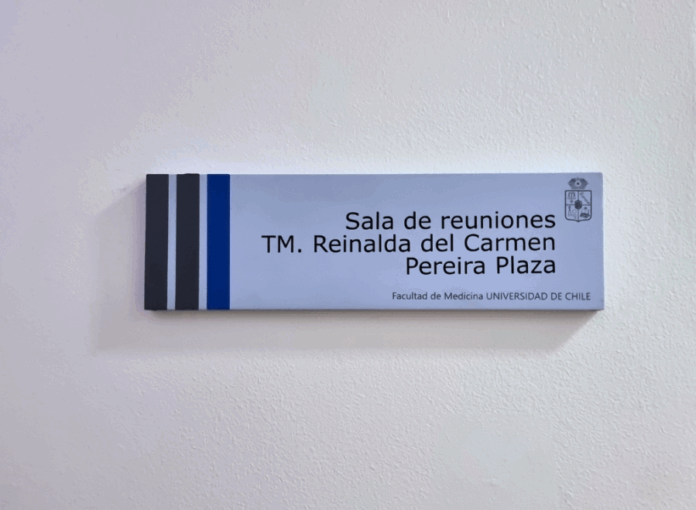 Sala de reuniones
TM. Reinalda del Carmen
Pereira Plaza
Facultad de Medicina UNIVERSIDAD DE CHILE